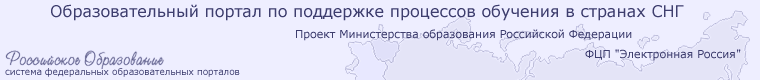 Образовательный портал по поддержке процессов обучения в странах СНГ
Проект Министерства образования Российской Федерации
ФЦП "Электронная Россия"
Российское Образование
система федеральных образовательных порталов